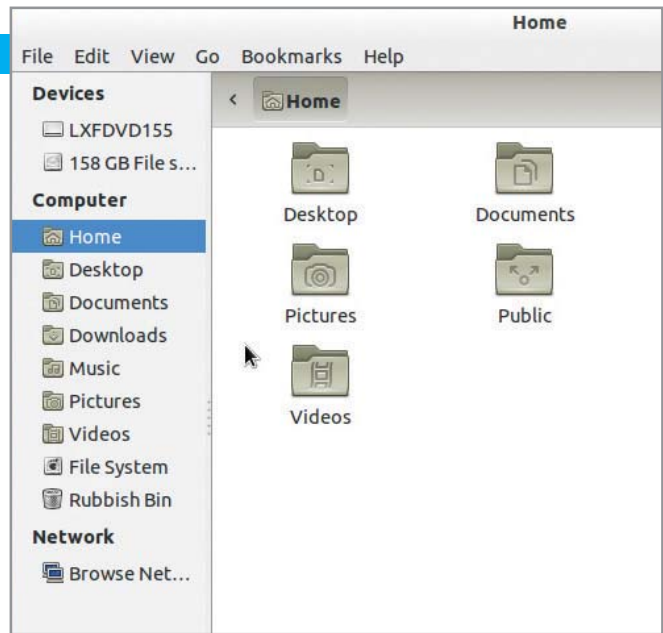 Home
File Edit View Go Bookmarks Help
Devices
LXFDVD155
158 GB File s...
Computer
Home
Desktop
Documents
Downloads
Music
Pictures
Videos
File System
Rubbish Bin
Network
Browse Net...
Home
Desktop Documents
Pictures Public
Videos